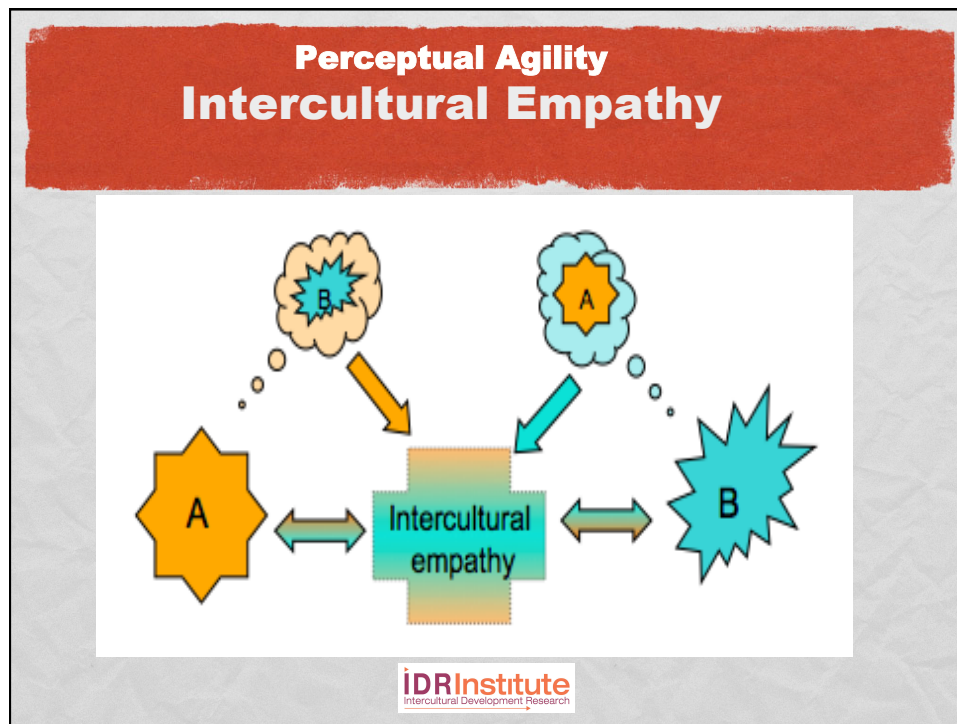 Perceptual Agility
Intercultural Empathy
B
A
A
Intercultural
empathy
B
IDRInstitute
Intercultural Development Research